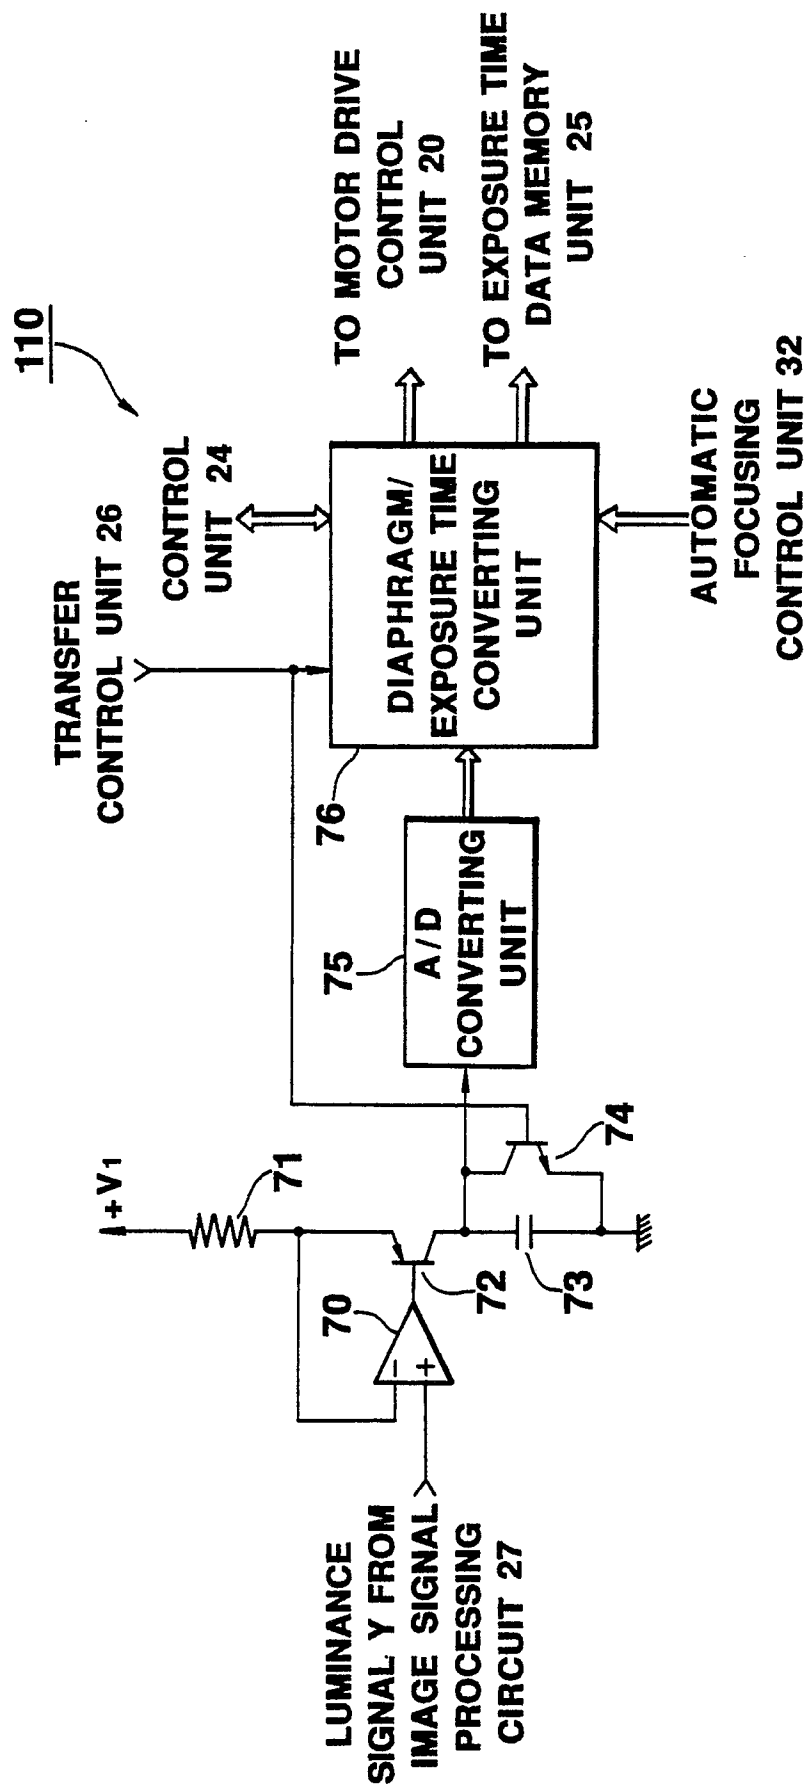 110
TRANSFER
CONTROL UNIT 26
CONTROL
UNIT 24
TO MOTOR DRIVE
CONTROL
UNIT 20
TO EXPOSURE TIME
DATA MEMORY
UNIT 25
+V1
71
70
72
73
74
75
A/D
CONVERTING
UNIT
76
DIAPHRAGM/
EXPOSURE TIME
CONVERTING
UNIT
LUMINANCE
SIGNAL Y FROM
IMAGE SIGNAL
PROCESSING
CIRCUIT 27
−
+
AUTOMATIC
FOCUSING
CONTROL UNIT 32